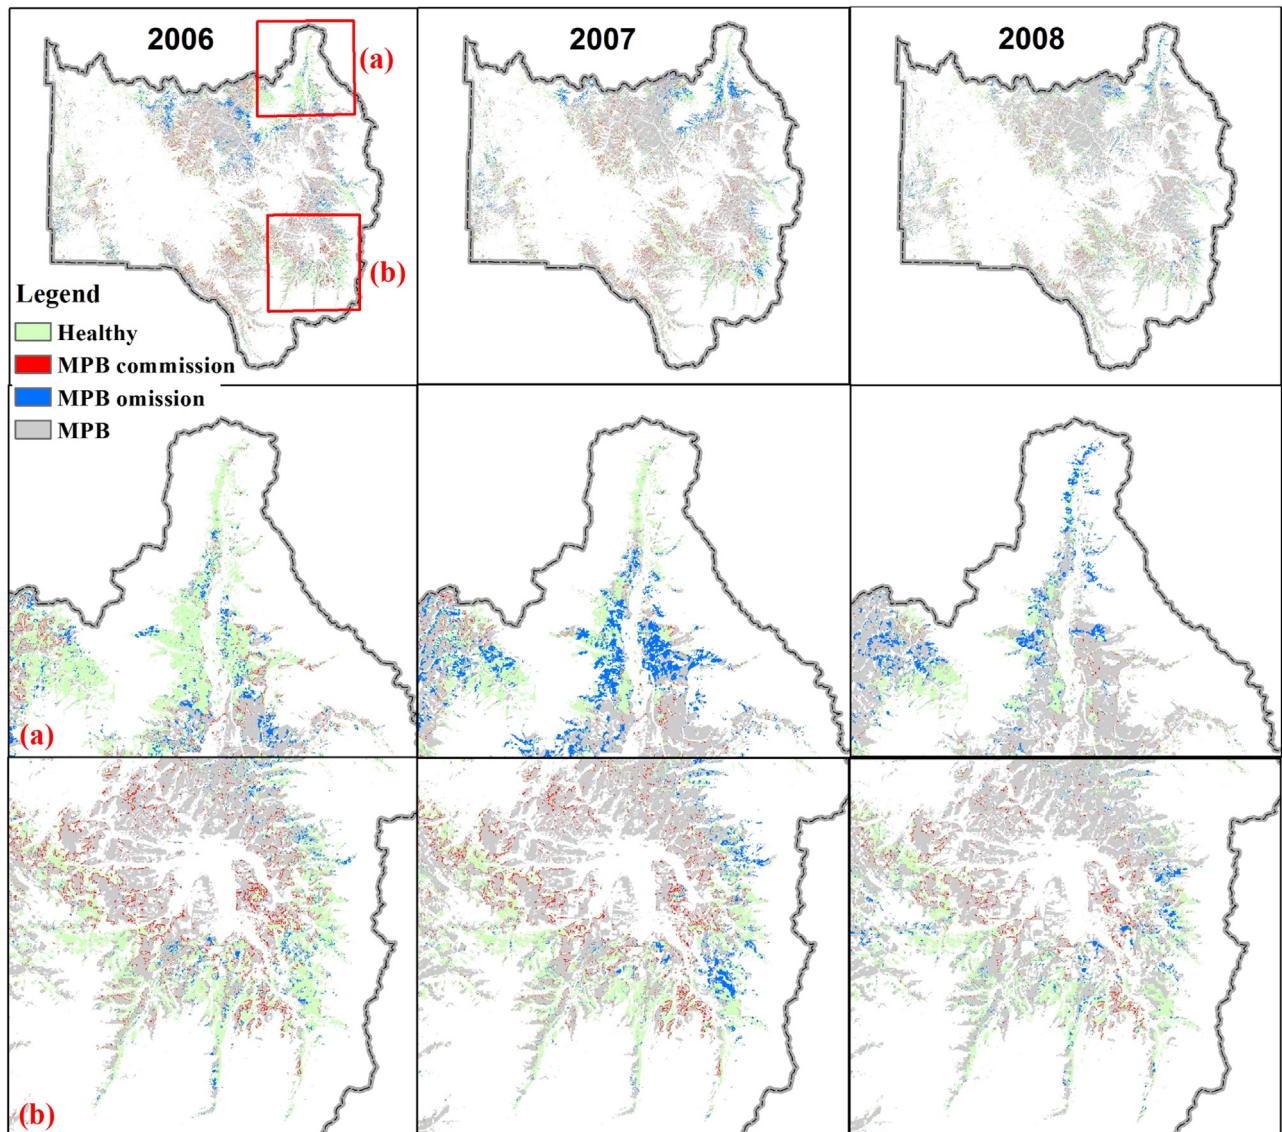 2006
2007
2008
(a)
(b)
Legend
Healthy
MPB commission
MPB omission
MPB
(a)
(b)